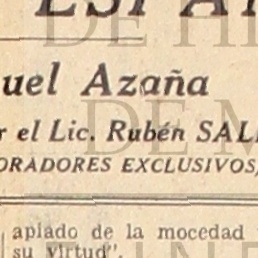 uel Azaña
r el Lic. Rubén SAL
ORADORES EXCLUSIVOS,
apiado de la mocedad
su virtud".